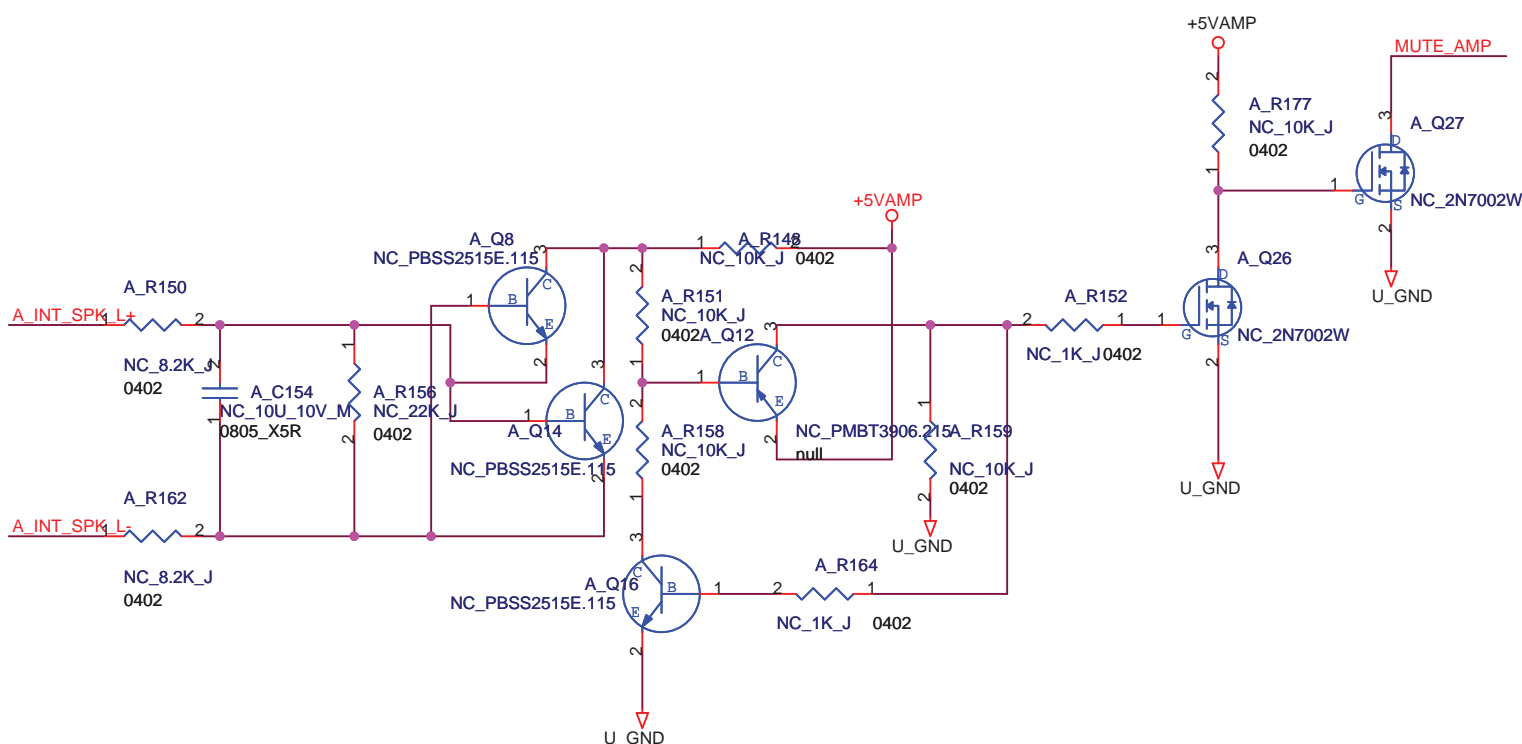 +5VAMP
MUTE_AMP
2
A_R177
NC_10K_J
0402
1
3
A_Q27
D
1
G
S
NC_2N7002W
2
U_GND
+5VAMP
A_Q8
NC_PBSS2515E.115
3
C
B
1
E
2
1
A_R148
2
NC_10K_J
0402
3
A_Q26
D
1
G
S
NC_2N7002W
2
U_GND
A_R150
A_INT_SPK_L+
1
2
NC_8.2K_J
0402
2
A_C154
NC_10U_10V_M
0805_X5R
1
1
A_R156
NC_22K_J
0402
2
2
A_R151
NC_10K_J
0402
1
A_Q12
3
C
1
B
E
2
NC_PMBT3906.215
null
A_R152
2
1
NC_1K_J
0402
3
C
1
B
A_Q14
E
NC_PBSS2515E.115
2
2
A_R158
NC_10K_J
0402
1
1
A_R159
NC_10K_J
0402
2
U_GND
A_R162
A_INT_SPK_L-
1
2
NC_8.2K_J
0402
3
A_Q16
C
B
1
E
NC_PBSS2515E.115
2
U_GND
A_R164
2
1
NC_1K_J
0402